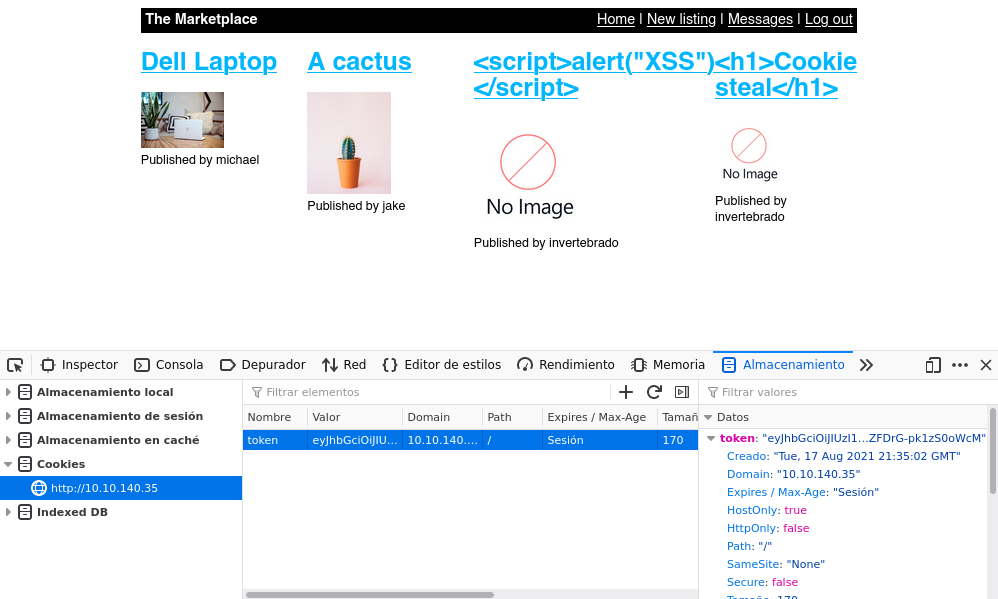 The Marketplace
Home | New listing | Messages | Log out
Dell Laptop
Published by michael
A cactus
Published by jake
<script>alert("XSS")
</script>
No Image
Published by invertebrado
<h1>Cookie
steal</h1>
No Image
Published by
invertebrado
Inspector Consola Depurador Red Editor de estilos Rendimiento Memoria Almacenamiento
Almacenamiento local
Almacenamiento de sesión
Almacenamiento en caché
Cookies
http://10.10.140.35
Indexed DB
Filtrar elementos
Nombre Valor Domain Path Expires / Max-Age Tamañ
token eyJhbGciOiJIU... 10.10.140.... / Sesión 170
Filtrar valores
Datos
token: "eyJhbGciOiJIUzI1...ZFDrG-pk1zS0oWcM"
Creado: "Tue, 17 Aug 2021 21:35:02 GMT"
Domain: "10.10.140.35"
Expires / Max-Age: "Sesión"
HostOnly: true
HttpOnly: false
Path: "/"
SameSite: "None"
Secure: false
Tamaño: 170